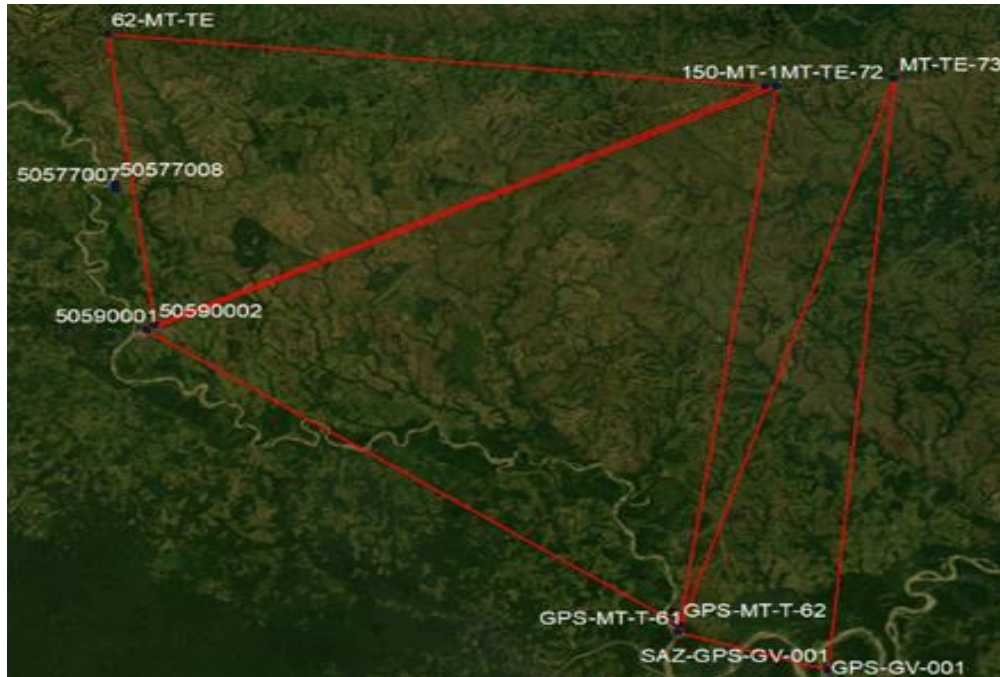 62-MT-TE
150-MT-1MT-TE-72
MT-TE-73
50577007
50577008
50590001
50590002
GPS-MT-T-61
GPS-MT-T-62
SAZ-GPS-GV-001
GPS-GV-001